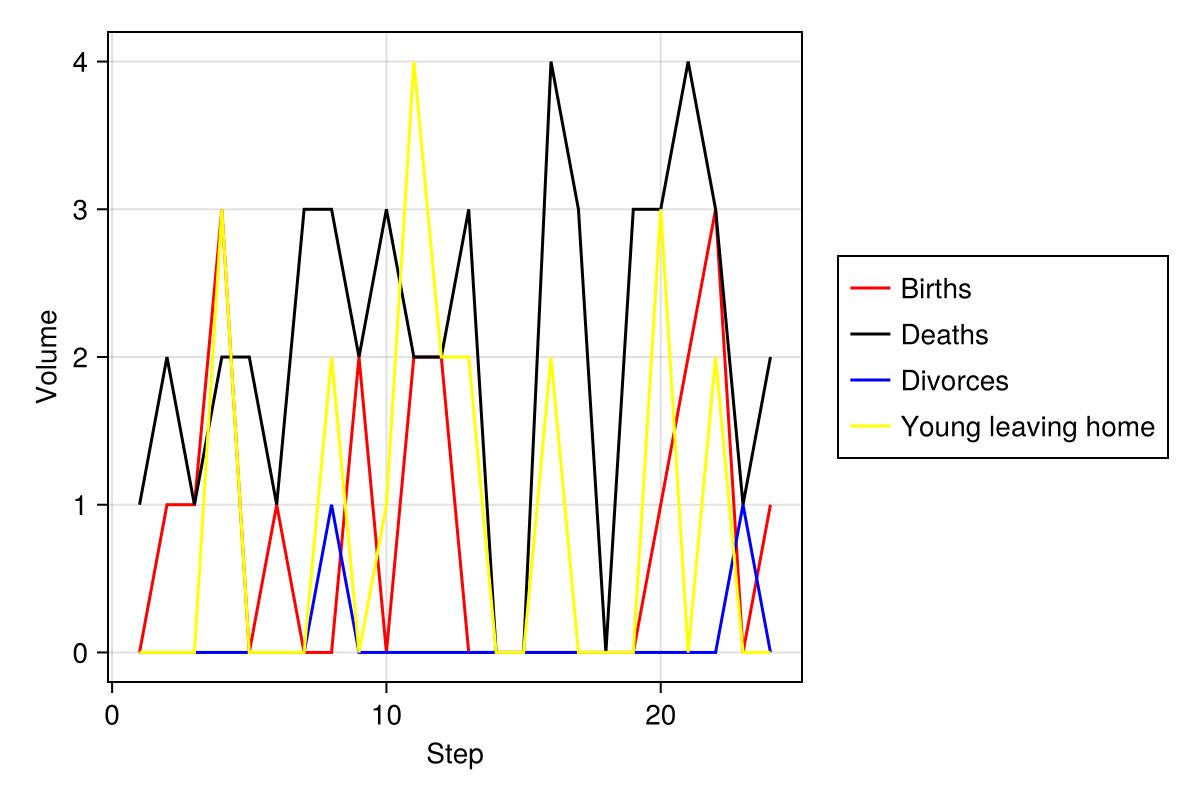 4
3
2
1
0
Volume
0 10 20
Step
Births
Deaths
Divorces
Young leaving home